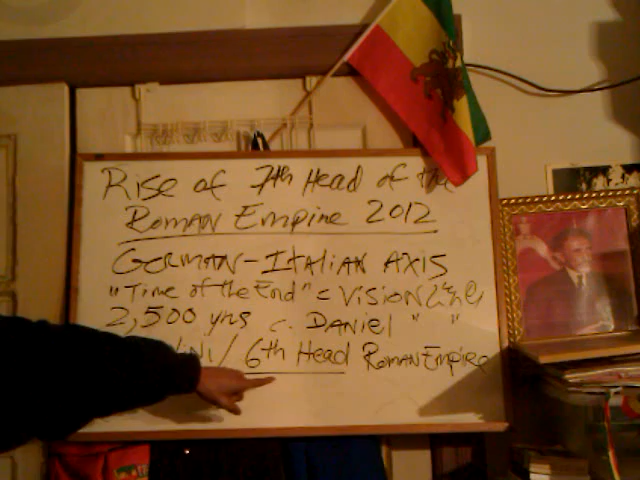 Rise of 7th Head of the
Roman Empire 2012
German-Italian Axis
"Time of the End" = Vision
2,500 yrs c. Daniel " "
ini/ 6th Head Roman Empire